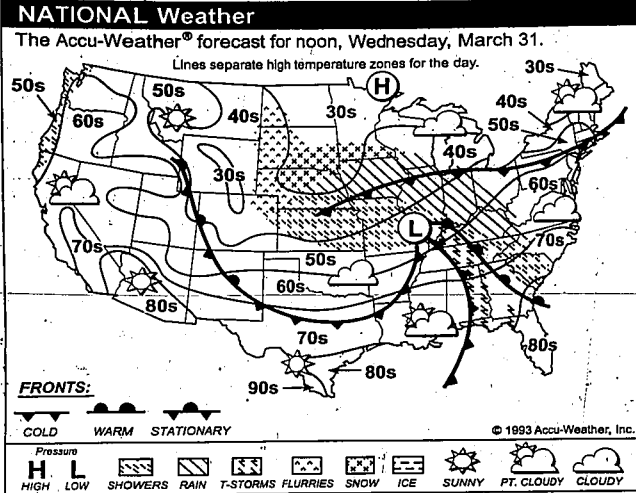 NATIONAL Weather
The Accu-Weather® forecast for noon, Wednesday, March 31.
Lines separate high temperature zones for the day.
30s
H
50s
50s
40s
30s
40s
60s
50s
40s
30s
60s
L
70s
70s
50s
60s
80s
70s
80s
90s
80s
FRONTS:
COLD WARM STATIONARY
© 1993 Accu-Weather, Inc.
Pressure
H L
HIGH LOW SHOWERS RAIN T-STORMS FLURRIES SNOW ICE SUNNY PT. CLOUDY CLOUDY